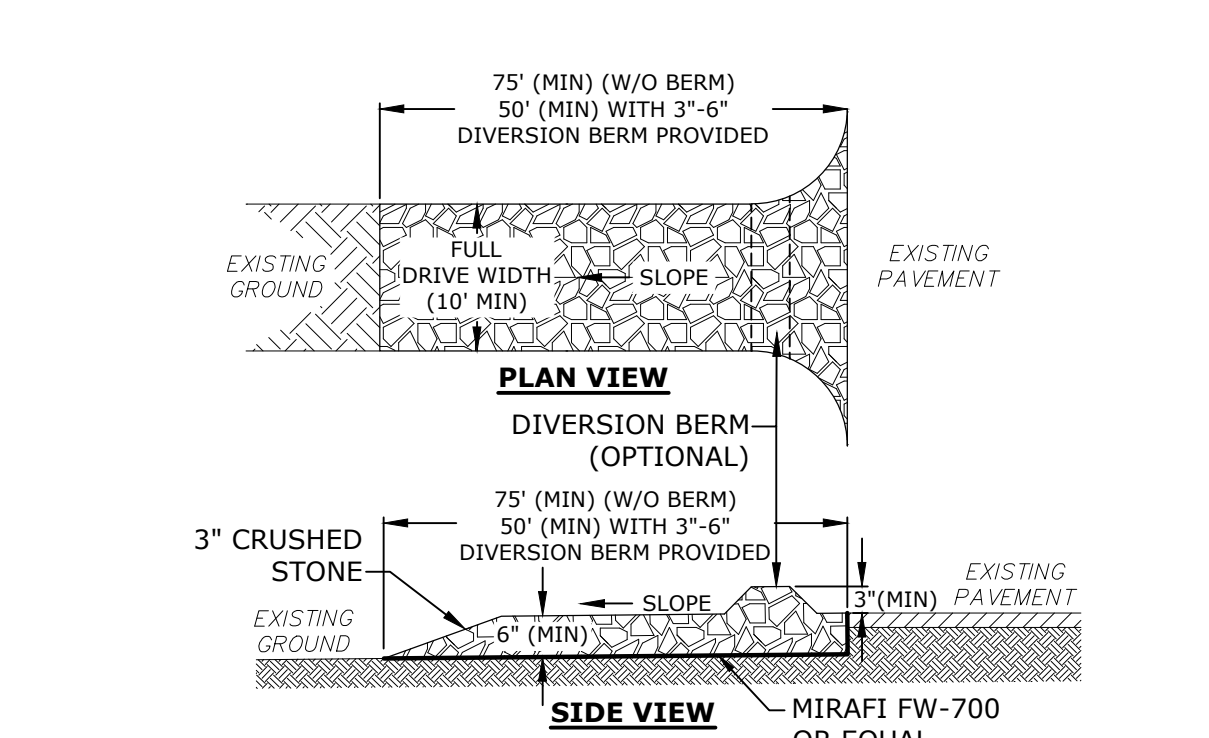 75' (MIN) (W/O BERM)
50' (MIN) WITH 3"-6"
DIVERSION BERM PROVIDED
EXISTING
GROUND
FULL
DRIVE WIDTH
(10' MIN)
SLOPE
EXISTING
PAVEMENT
PLAN VIEW
DIVERSION BERM
(OPTIONAL)
75' (MIN) (W/O BERM)
50' (MIN) WITH 3"-6"
DIVERSION BERM PROVIDED
3" CRUSHED
STONE
EXISTING
GROUND
SLOPE
6" (MIN)
3"(MIN)
EXISTING
PAVEMENT
SIDE VIEW
MIRAFI FW-700
OR EQUAL